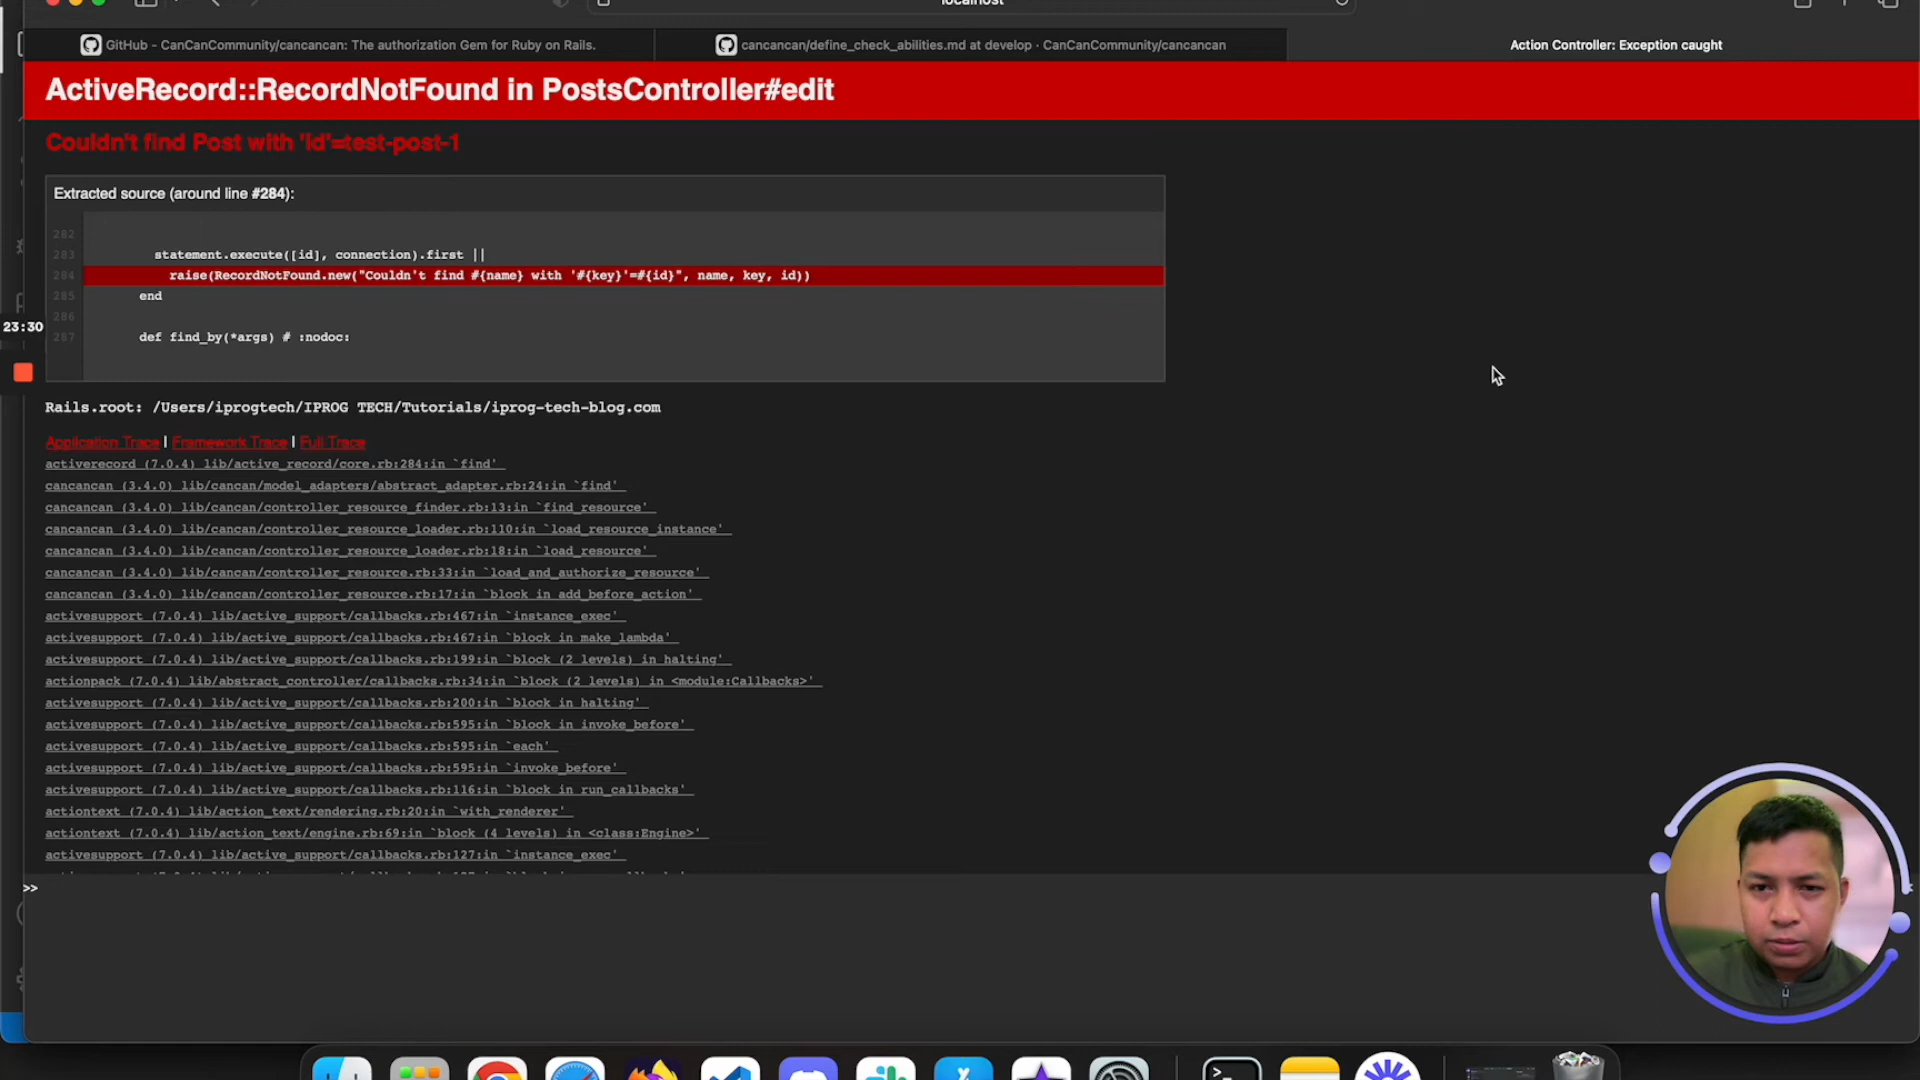 localhost
GitHub - CanCanCommunity/cancancan: The authorization Gem for Ruby on Rails.
cancancan/define_check_abilities.md at develop · CanCanCommunity/cancancan
Action Controller: Exception caught
ActiveRecord::RecordNotFound in PostsController#edit
Couldn't find Post with 'id'=test-post-1
Extracted source (around line #284):
282
283 statement.execute([id], connection).first ||
284 raise(RecordNotFound.new("Couldn't find #{name} with '#{key}'=#{id}", name, key, id))
285 end
286
23:30
287 def find_by(*args) # :nodoc:
Rails.root: /Users/iprogtech/IPROG TECH/Tutorials/iprog-tech-blog.com
Application Trace | Framework Trace | Full Trace
activerecord (7.0.4) lib/active_record/core.rb:284:in `find'
cancancan (3.4.0) lib/cancan/model_adapters/abstract_adapter.rb:24:in `find'
cancancan (3.4.0) lib/cancan/controller_resource_finder.rb:13:in `find_resource'
cancancan (3.4.0) lib/cancan/controller_resource_loader.rb:110:in `load_resource_instance'
cancancan (3.4.0) lib/cancan/controller_resource_loader.rb:18:in `load_resource'
cancancan (3.4.0) lib/cancan/controller_resource.rb:33:in `load_and_authorize_resource'
cancancan (3.4.0) lib/cancan/controller_resource.rb:17:in `block in add_before_action'
activesupport (7.0.4) lib/active_support/callbacks.rb:467:in `instance_exec'
activesupport (7.0.4) lib/active_support/callbacks.rb:467:in `block in make_lambda'
activesupport (7.0.4) lib/active_support/callbacks.rb:199:in `block (2 levels) in halting'
actionpack (7.0.4) lib/abstract_controller/callbacks.rb:34:in `block (2 levels) in <module:Callbacks>'
activesupport (7.0.4) lib/active_support/callbacks.rb:200:in `block in halting'
activesupport (7.0.4) lib/active_support/callbacks.rb:595:in `block in invoke_before'
activesupport (7.0.4) lib/active_support/callbacks.rb:595:in `each'
activesupport (7.0.4) lib/active_support/callbacks.rb:595:in `invoke_before'
activesupport (7.0.4) lib/active_support/callbacks.rb:116:in `block in run_callbacks'
actiontext (7.0.4) lib/action_text/rendering.rb:20:in `with_renderer'
actiontext (7.0.4) lib/action_text/engine.rb:69:in `block (4 levels) in <class:Engine>'
activesupport (7.0.4) lib/active_support/callbacks.rb:127:in `instance_exec'
>>